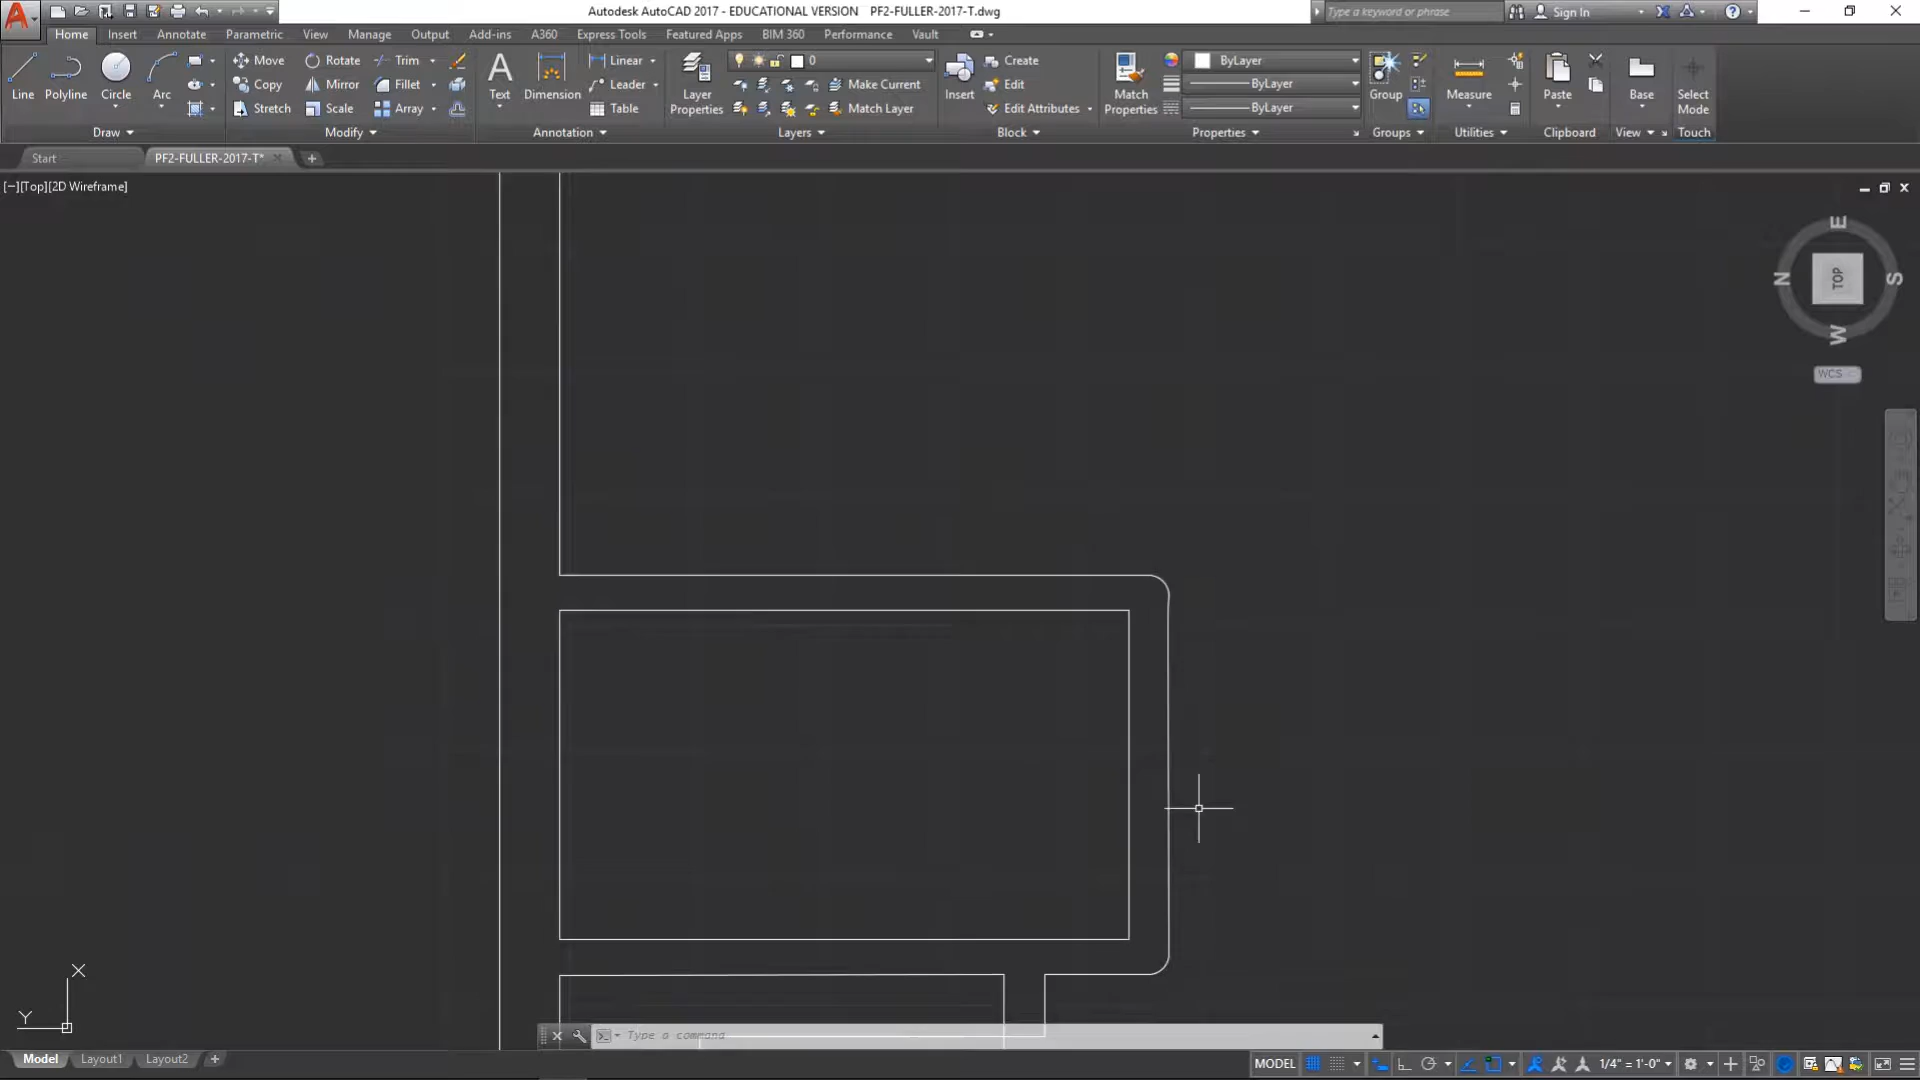 Autodesk AutoCAD 2017 - EDUCATIONAL VERSION PF2-FULLER-2017-T.dwg
Type a keyword or phrase
Sign In
Home Insert Annotate Parametric View Manage Output Add-ins A360 Express Tools Featured Apps BIM 360 Performance Vault
Line Polyline Circle Arc
Draw
Move Rotate Trim
Copy Mirror Fillet
Stretch Scale Array
Modify
Text Dimension
Linear
Leader
Table
Annotation
Layer Properties
0
Make Current
Match Layer
Layers
Insert
Create
Edit
Edit Attributes
Block
Match Properties
ByLayer
ByLayer
ByLayer
Properties
Group
Groups
Measure
Utilities
Paste
Clipboard
Base
View
Select Mode
Touch
Start PF2-FULLER-2017-T*
[−][Top][2D Wireframe]
E
N TOP S
W
WCS
X
Y
Type a command
Model Layout1 Layout2
MODEL 1/4" = 1'-0"